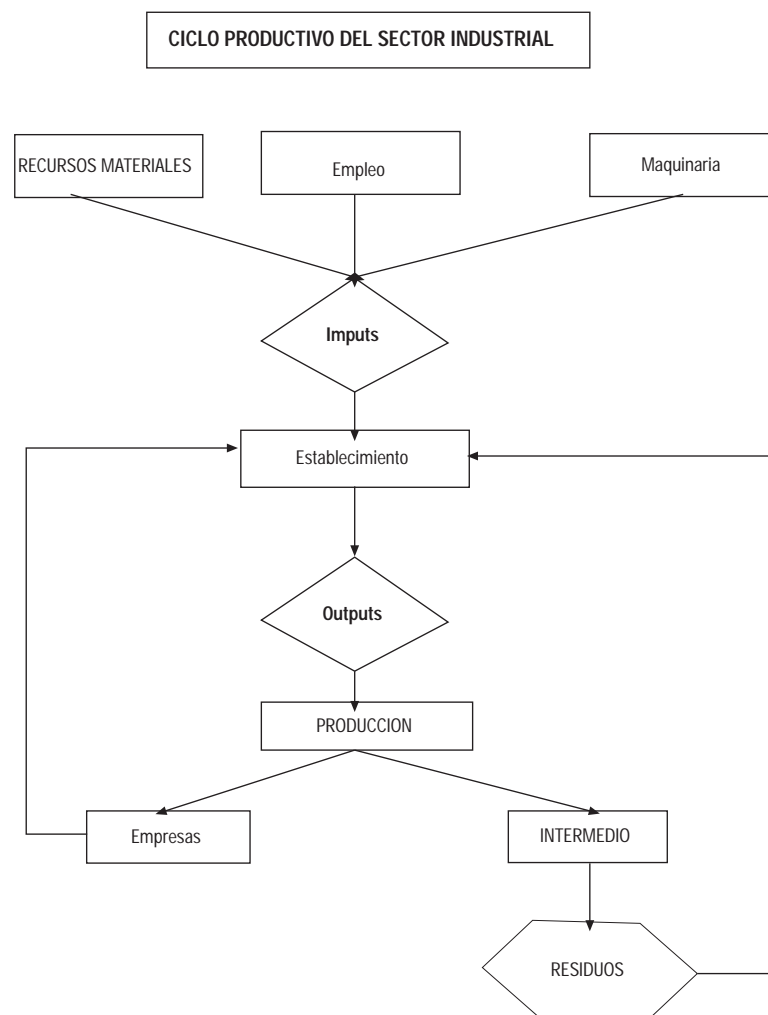 CICLO PRODUCTIVO DEL SECTOR INDUSTRIAL
RECURSOS MATERIALES
Empleo
Maquinaria
Imputs
Establecimiento
Outputs
PRODUCCION
Empresas
INTERMEDIO
RESIDUOS